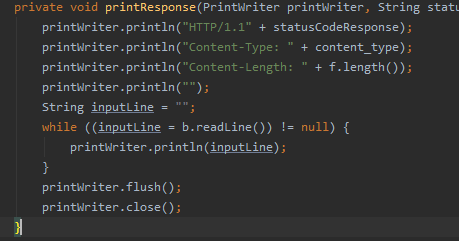 private void printResponse(PrintWriter printWriter, String statu
printWriter.println("HTTP/1.1" + statusCodeResponse);
printWriter.println("Content-Type: " + content_type);
printWriter.println("Content-Length: " + f.length());
printWriter.println("");
String inputLine = "";
while ((inputLine = b.readLine()) != null) {
printWriter.println(inputLine);
}
printWriter.flush();
printWriter.close();
}